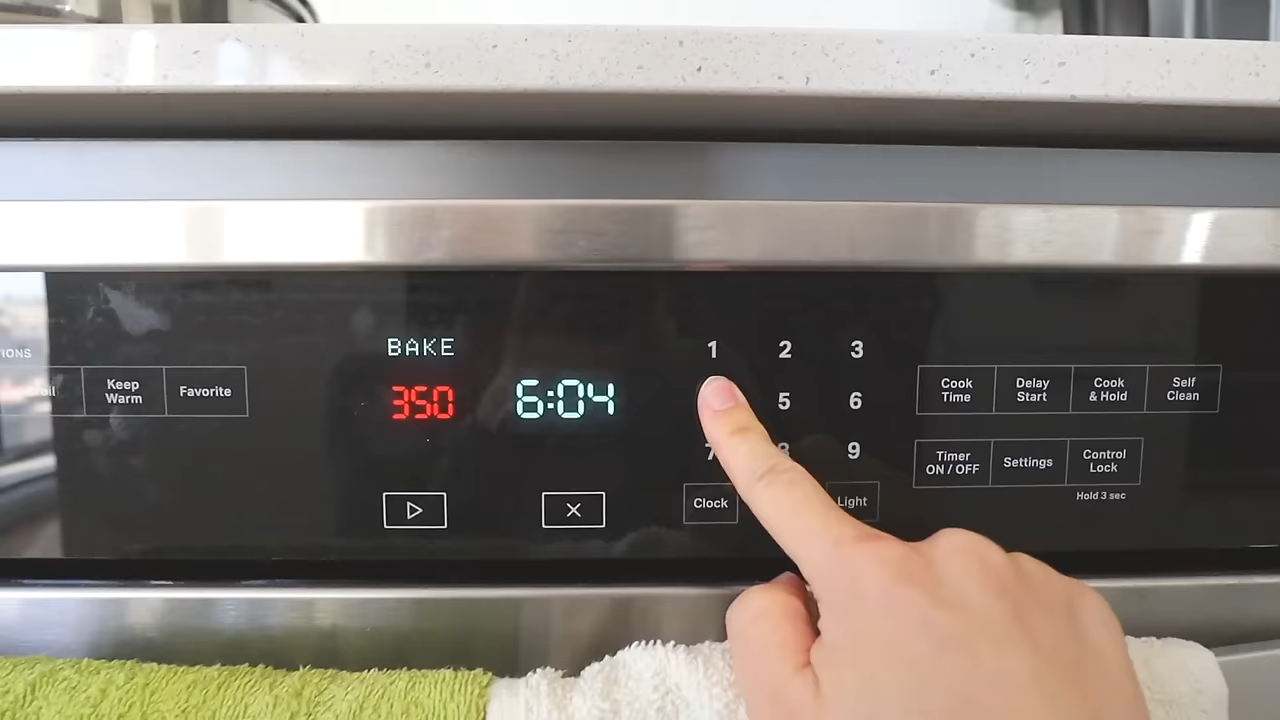 IONS
Keep
Warm
Favorite
BAKE
350
6:04
1 2 3
5 6
7 9
Clock
Light
Cook
Time
Delay
Start
Cook
& Hold
Self
Clean
Timer
ON / OFF
Settings
Control
Lock
Hold 3 sec